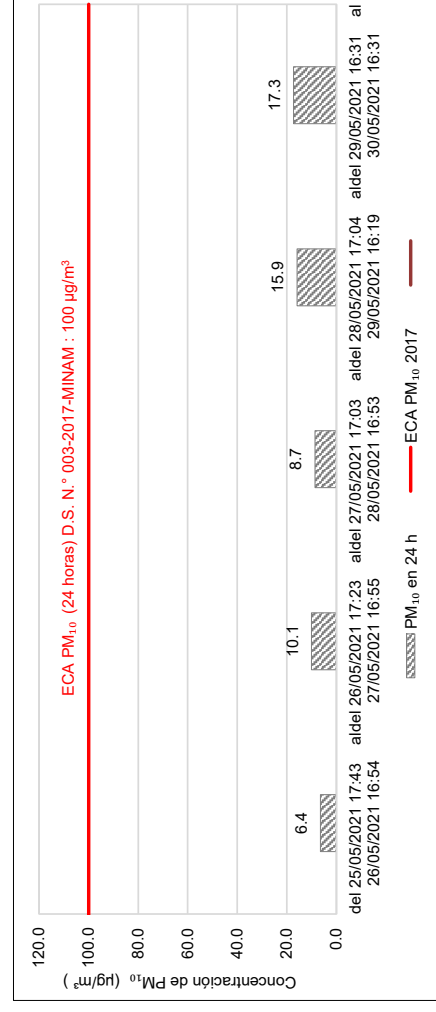 Concentración de PM₁₀ (µg/m³ )
120.0
100.0
80.0
60.0
40.0
20.0
0.0
ECA PM₁₀ (24 horas) D.S. N.° 003-2017-MINAM : 100 µg/m³
6.4
10.1
8.7
15.9
17.3
del 25/05/2021 17:43 al
26/05/2021 16:54
del 26/05/2021 17:23 al
27/05/2021 16:55
del 27/05/2021 17:03 al
28/05/2021 16:53
del 28/05/2021 17:04 al
29/05/2021 16:19
del 29/05/2021 16:31 al
30/05/2021 16:31
PM₁₀ en 24 h
ECA PM₁₀ 2017